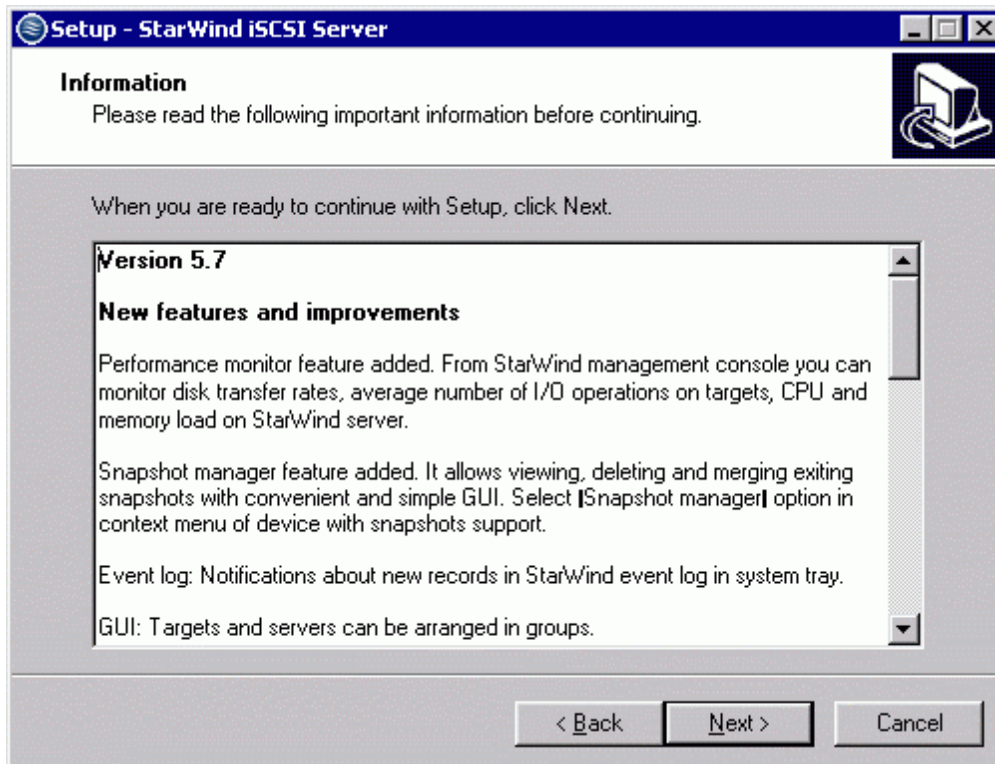 Setup - StarWind iSCSI Server
Information
Please read the following important information before continuing.
When you are ready to continue with Setup, click Next.
Version 5.7
New features and improvements
Performance monitor feature added. From StarWind management console you can
monitor disk transfer rates, average number of I/O operations on targets, CPU and
memory load on StarWind server.
Snapshot manager feature added. It allows viewing, deleting and merging exiting
snapshots with convenient and simple GUI. Select |Snapshot manager| option in
context menu of device with snapshots support.
Event log: Notifications about new records in StarWind event log in system tray.
GUI: Targets and servers can be arranged in groups.
< Back
Next >
Cancel